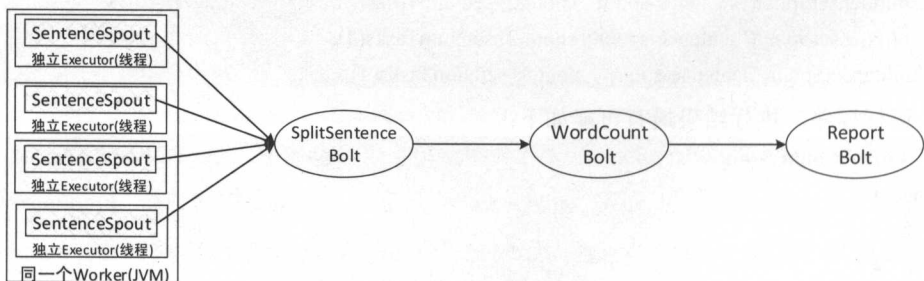 SentenceSpout
独立Executor(线程)
SentenceSpout
独立Executor(线程)
SentenceSpout
独立Executor(线程)
SentenceSpout
独立Executor(线程)
同一个Worker(JVM)
SplitSentence
Bolt
WordCount
Bolt
Report
Bolt